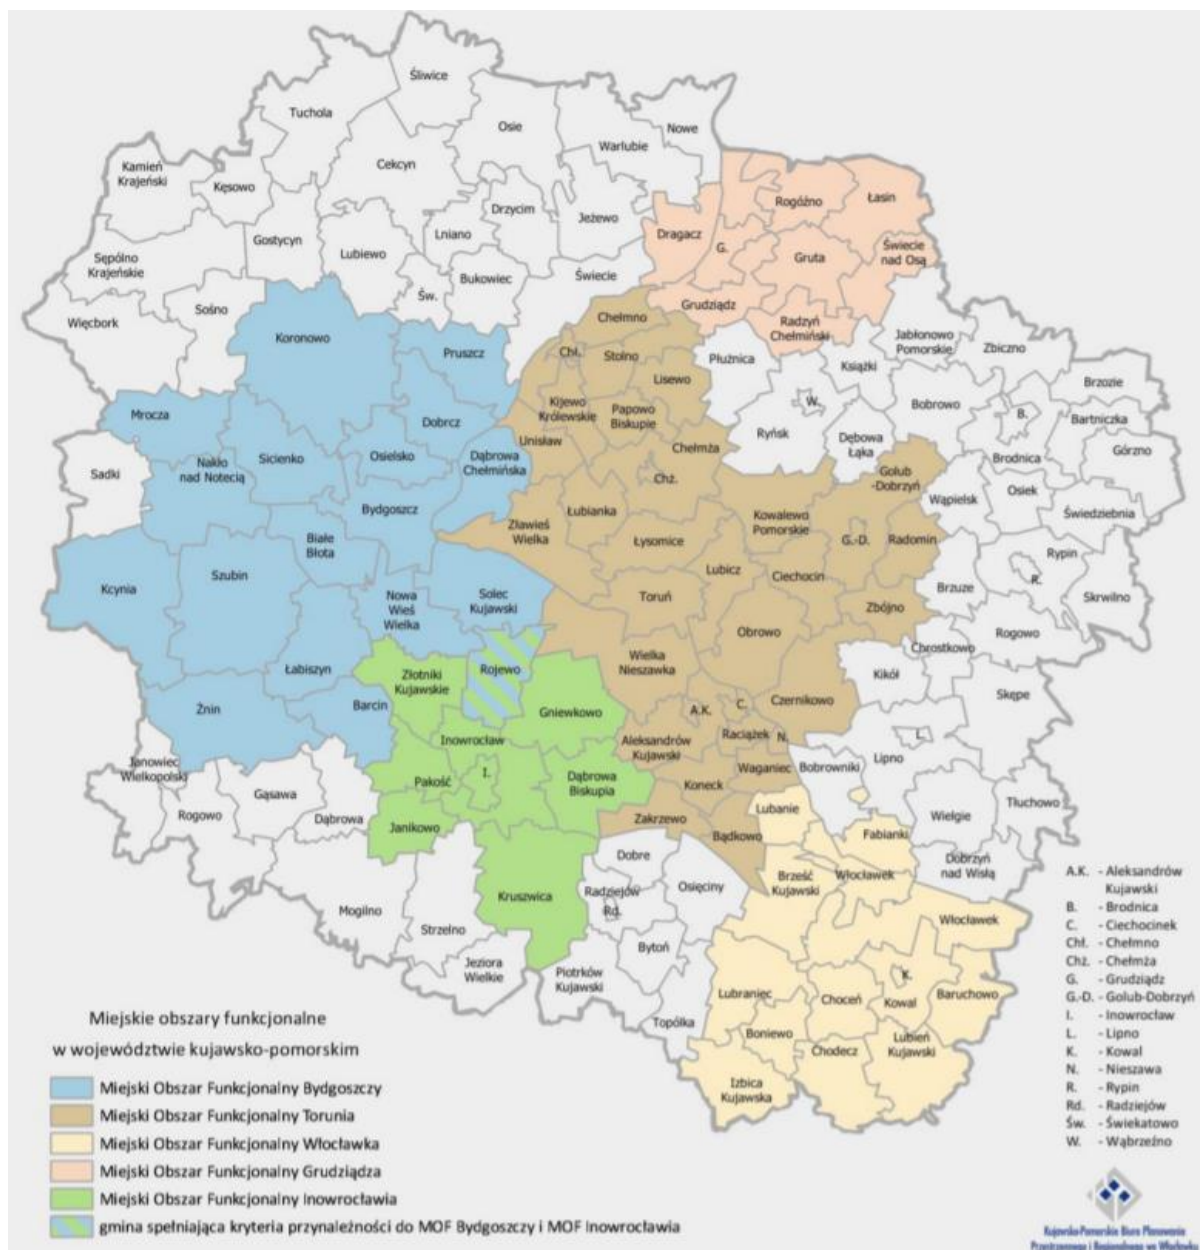 Śliwice
Tuchola
Osie
Nowe
Warlubie
Kamień
Krajeński
Cekcyn
Kęsowo
Rogóźno
Łasin
Drzycim
Jeżewo
Lniano
Dragacz
G.
Gostycyn
Lubiewo
Świecie
nad Osą
Gruta
Sępólno
Krajeńskie
Św.
Bukowiec
Świecie
Sośno
Grudziądz
Więcbork
Chełmno
Radzyń
Chełmiński
Koronowo
Jabłonowo
Pomorskie
Zbiczno
Pruszcz
Chł.
Stolno
Płużnica
Książki
Lisewo
Brzozie
Mrocza
Kijewo
Królewskie
Papowo
Biskupie
W.
Bobrowo
B.
Bartniczka
Dobrcz
Unisław
Chełmża
Ryńsk
Dębowa
Łąka
Górzno
Sadki
Nakło
nad Notecią
Sicienko
Osielsko
Dąbrowa
Chełmińska
Chż.
Golub
-Dobrzyń
Brodnica
Wąpielsk
Osiek
Bydgoszcz
Łubianka
Kowalewo
Pomorskie
Świedziebnia
Zławieś
Wielka
Białe
Błota
Łysomice
G.-D.
Radomin
Rypin
Kcynia
Szubin
Lubicz
Ciechocin
R.
Brzuze
Nowa
Wieś
Wielka
Solec
Kujawski
Toruń
Skrwilno
Zbójno
Obrowo
Rogowo
Chrostkowo
Wielka
Nieszawka
Łabiszyn
Złotniki
Kujawskie
Rojewo
Kikół
Skępe
Żnin
Barcin
Gniewkowo
A.K.
C.
Czernikowo
Inowrocław
Aleksandrów
Kujawski
Raciążek
N.
L.
Janowiec
Wielkopolski
Pakość
I.
Dąbrowa
Biskupia
Koneck
Waganiec
Bobrowniki
Lipno
Gąsawa
Rogowo
Dąbrowa
Janikowo
Zakrzewo
Lubanie
Wielgie
Tłuchowo
Bądkowo
Fabianki
Dobre
Dobrzyń
nad Wisłą
Kruszwica
Radziejów
Rd.
Osięciny
Brześć
Kujawski
Włocławek
Mogilno
Strzelno
Włocławek
Bytoń
Jeziora
Wielkie
Piotrków
Kujawski
K.
Lubraniec
Choceń
Kowal
Baruchowo
Topólka
Boniewo
Lubień
Kujawski
Chodecz
Izbica
Kujawska
A.K. - Aleksandrów
Kujawski
B. - Brodnica
C. - Ciechocinek
Chł. - Chełmno
Chż. - Chełmża
G. - Grudziądz
G.-D. - Golub-Dobrzyń
I. - Inowrocław
L. - Lipno
K. - Kowal
N. - Nieszawa
R. - Rypin
Rd. - Radziejów
Św. - Świekatowo
W. - Wąbrzeźno
Miejskie obszary funkcjonalne
w województwie kujawsko-pomorskim
Miejski Obszar Funkcjonalny Bydgoszczy
Miejski Obszar Funkcjonalny Torunia
Miejski Obszar Funkcjonalny Włocławka
Miejski Obszar Funkcjonalny Grudziądza
Miejski Obszar Funkcjonalny Inowrocławia
gmina spełniająca kryteria przynależności do MOF Bydgoszczy i MOF Inowrocławia
Kujawsko-Pomorskie Biuro Planowania
Przestrzennego i Regionalnego we Włocławku